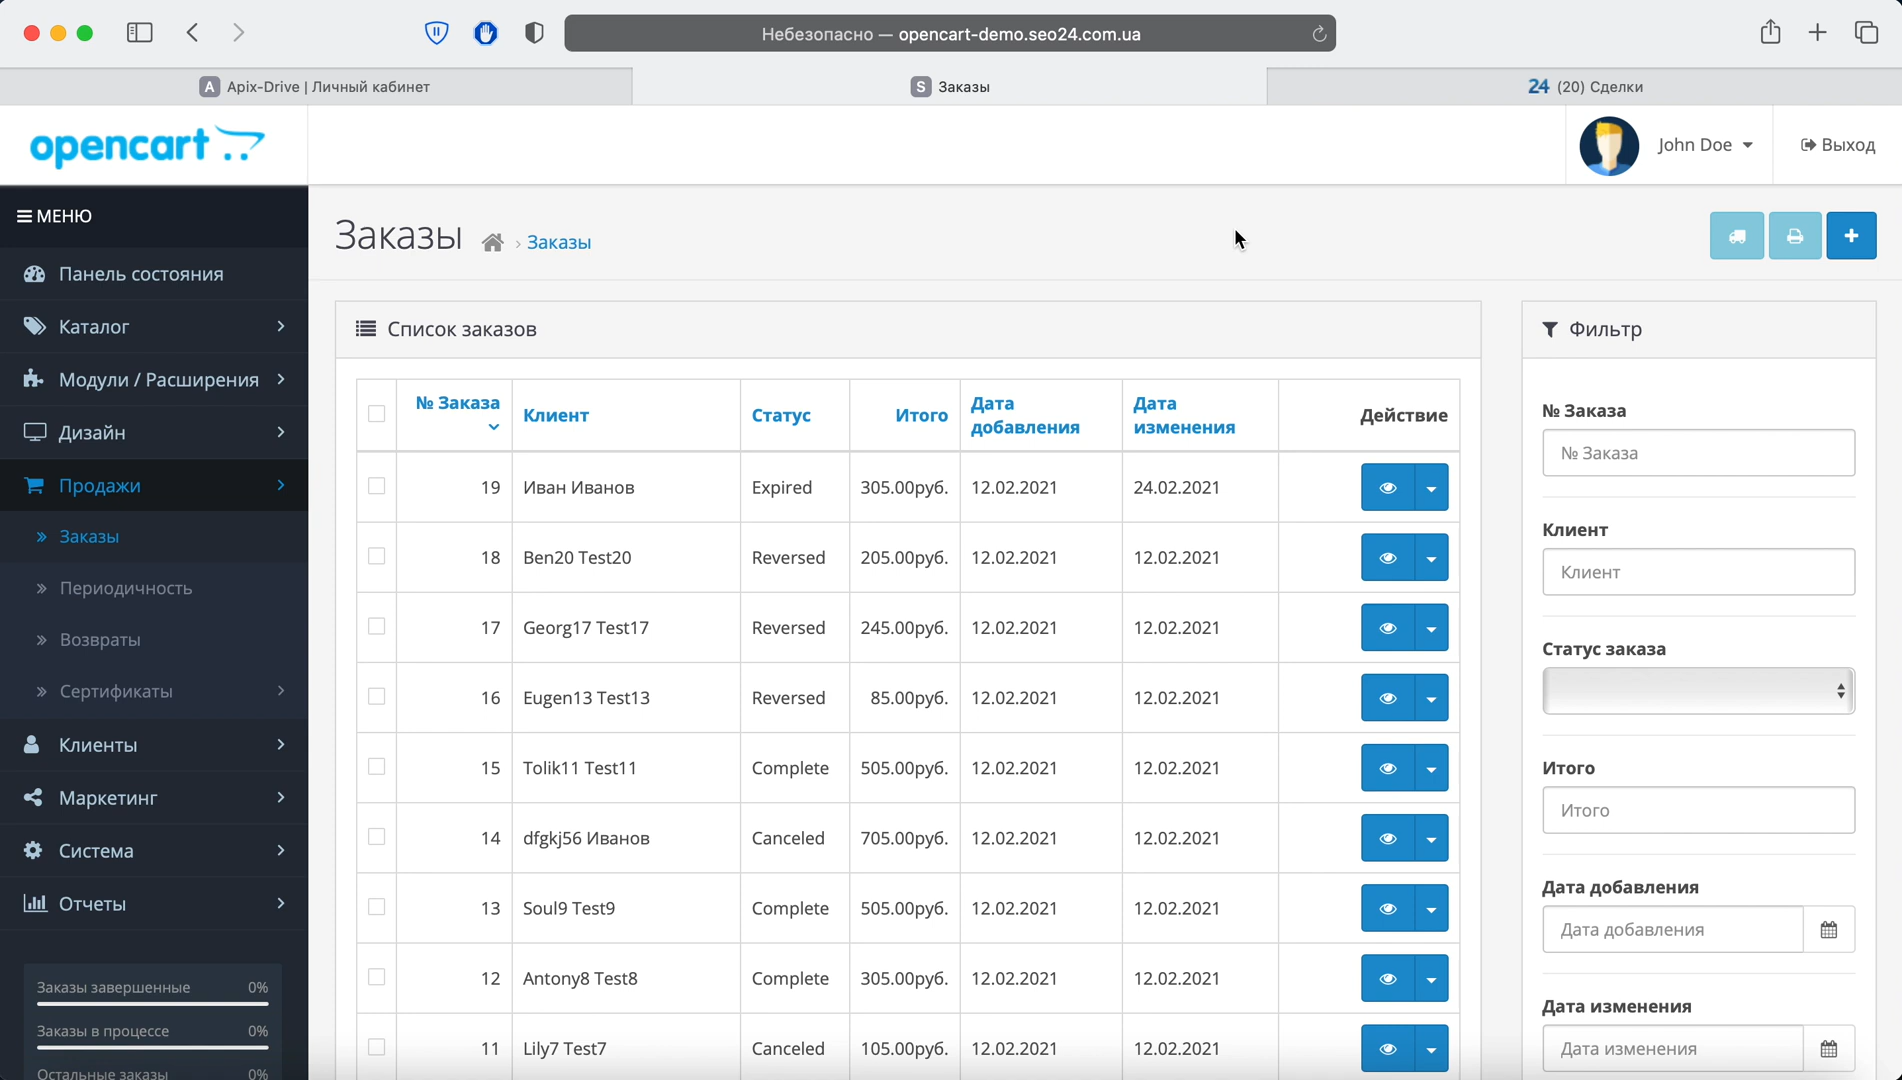 Небезопасно — opencart-demo.seo24.com.ua
A Apix-Drive | Личный кабинет
S Заказы
24 (20) Сделки
opencart
John Doe
Выход
МЕНЮ
Панель состояния
Каталог
Модули / Расширения
Дизайн
Продажи
» Заказы
» Периодичность
» Возвраты
» Сертификаты
Клиенты
Маркетинг
Система
Отчеты
Заказы завершенные 0%
Заказы в процессе 0%
Остальные заказы 0%
Заказы › Заказы
Список заказов
№ Заказа Клиент Статус Итого Дата добавления Дата изменения Действие
19 Иван Иванов Expired 305.00руб. 12.02.2021 24.02.2021
18 Ben20 Test20 Reversed 205.00руб. 12.02.2021 12.02.2021
17 Georg17 Test17 Reversed 245.00руб. 12.02.2021 12.02.2021
16 Eugen13 Test13 Reversed 85.00руб. 12.02.2021 12.02.2021
15 Tolik11 Test11 Complete 505.00руб. 12.02.2021 12.02.2021
14 dfgkj56 Иванов Canceled 705.00руб. 12.02.2021 12.02.2021
13 Soul9 Test9 Complete 505.00руб. 12.02.2021 12.02.2021
12 Antony8 Test8 Complete 305.00руб. 12.02.2021 12.02.2021
11 Lily7 Test7 Canceled 105.00руб. 12.02.2021 12.02.2021
Фильтр
№ Заказа
№ Заказа
Клиент
Клиент
Статус заказа
Итого
Итого
Дата добавления
Дата добавления
Дата изменения
Дата изменения